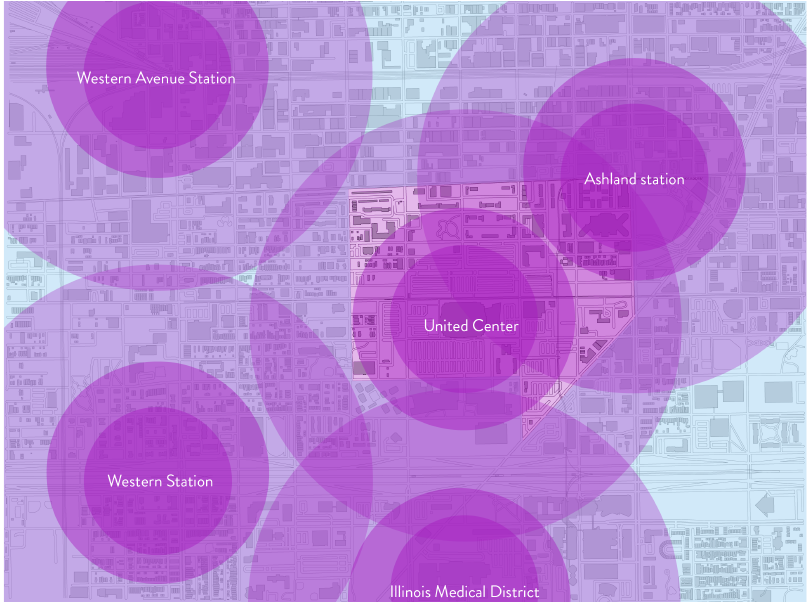 Western Avenue Station
Ashland station
United Center
Western Station
Illinois Medical District